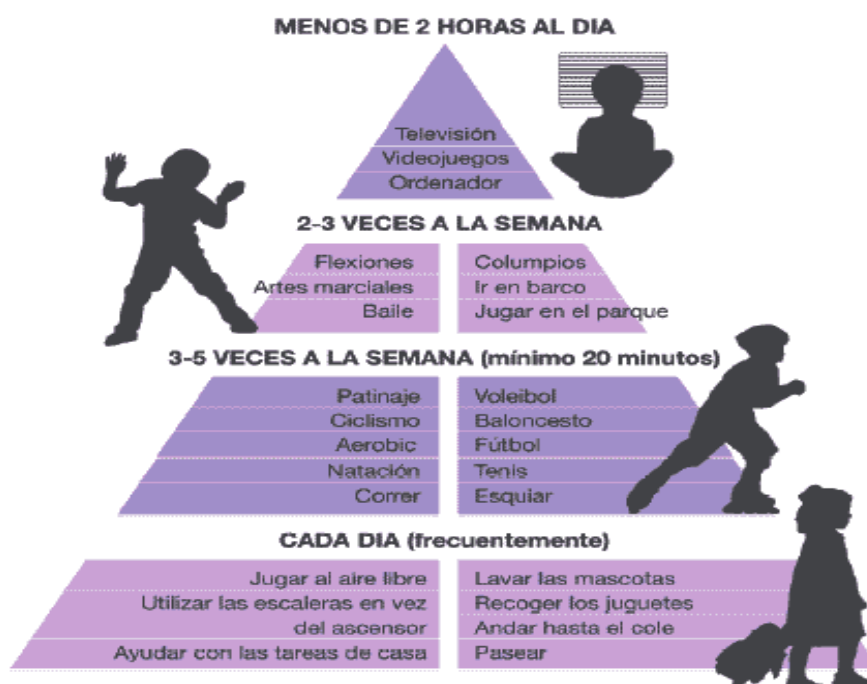 MENOS DE 2 HORAS AL DIA
Televisión
Videojuegos
Ordenador
2-3 VECES A LA SEMANA
Flexiones
Artes marciales
Baile
Columpios
Ir en barco
Jugar en el parque
3-5 VECES A LA SEMANA (mínimo 20 minutos)
Patinaje
Ciclismo
Aerobic
Natación
Correr
Voleibol
Baloncesto
Fútbol
Tenis
Esquiar
CADA DIA (frecuentemente)
Jugar al aire libre
Utilizar las escaleras en vez
del ascensor
Ayudar con las tareas de casa
Lavar las mascotas
Recoger los juguetes
Andar hasta el cole
Pasear